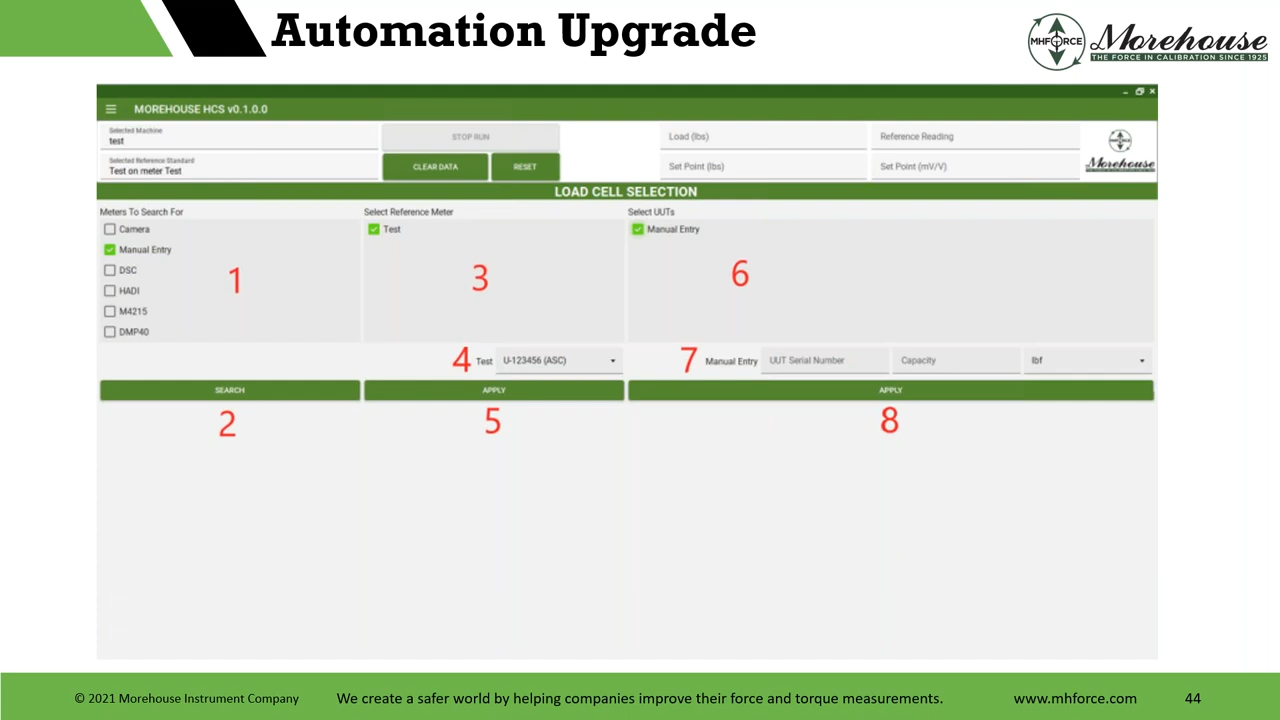 Automation Upgrade
MHFORCE
Morehouse
THE FORCE IN CALIBRATION SINCE 1925
MOREHOUSE HCS v0.1.0.0
Selected Machine
test
STOP RUN
Load (lbs)
Reference Reading
Selected Reference Standard
Test on meter Test
CLEAR DATA
RESET
Set Point (lbs)
Set Point (mV/V)
Morehouse
LOAD CELL SELECTION
Meters To Search For
Select Reference Meter
Select UUTs
Camera
Test
Manual Entry
Manual Entry
DSC
HADI
M4215
DMP40
1
3
6
4 Test U-123456 (ASC)
7 Manual Entry UUT Serial Number Capacity lbf
SEARCH
APPLY
APPLY
2
5
8
© 2021 Morehouse Instrument Company
We create a safer world by helping companies improve their force and torque measurements.
www.mhforce.com
44